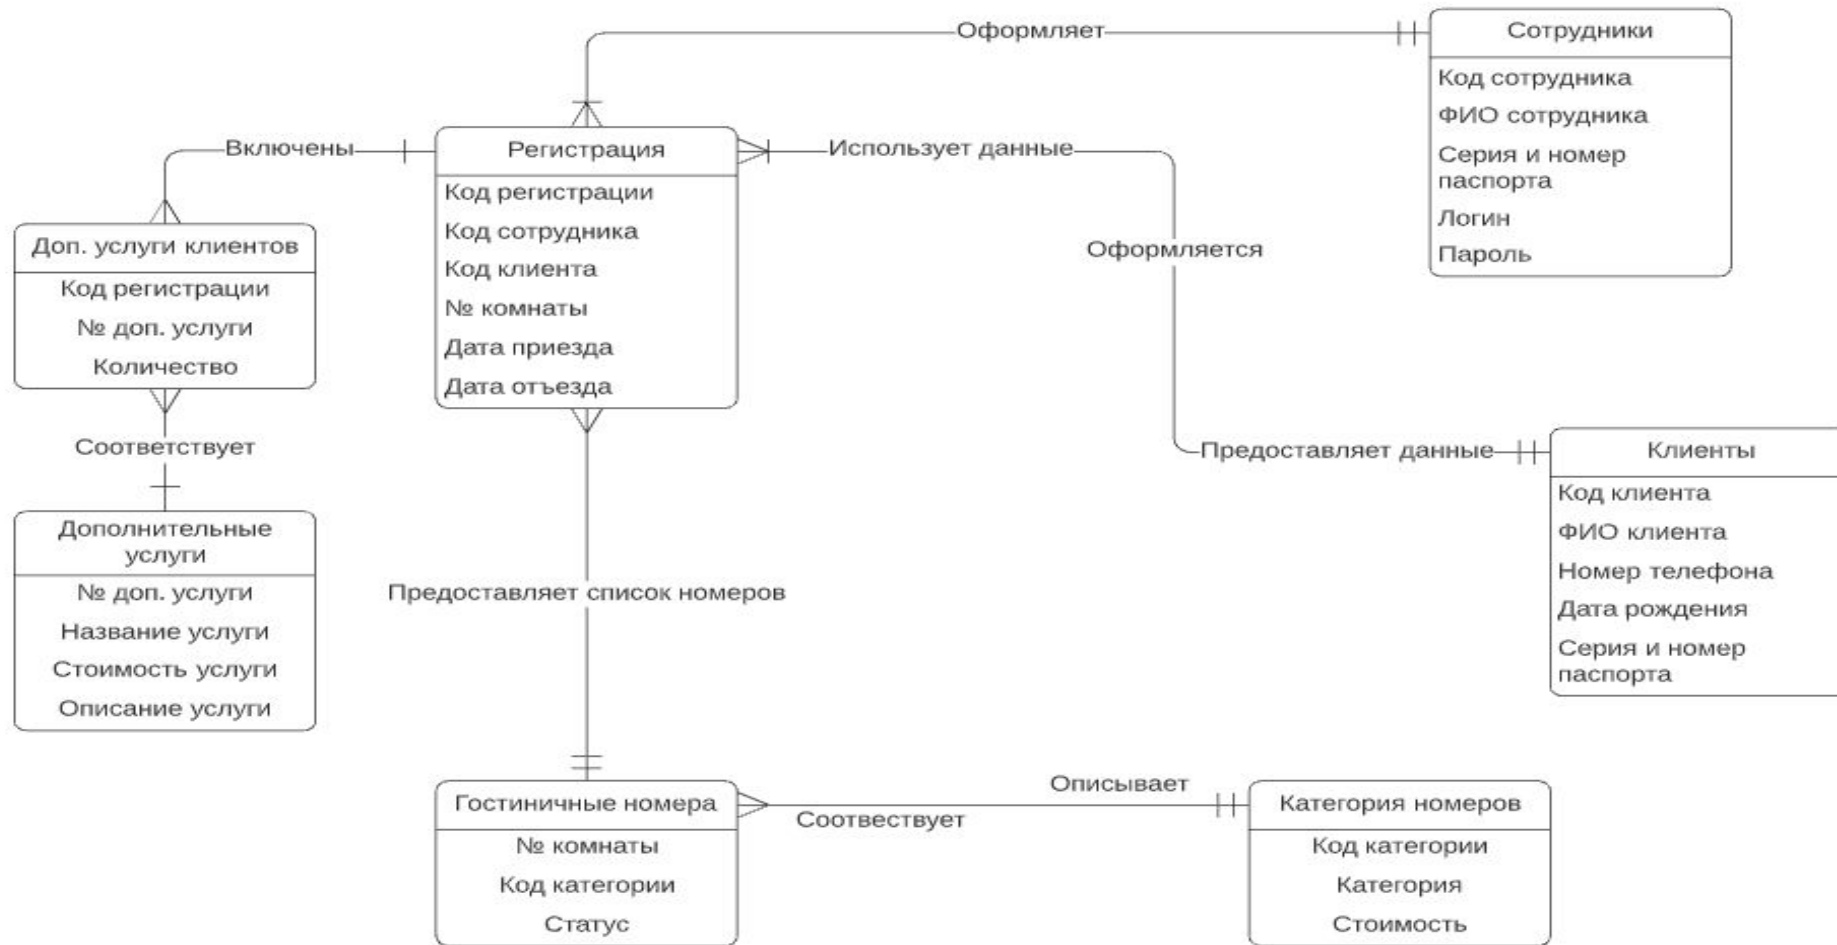 Оформляет
Сотрудники
Код сотрудника
ФИО сотрудника
Серия и номер
паспорта
Логин
Пароль
Включены
Регистрация
Код регистрации
Код сотрудника
Код клиента
№ комнаты
Дата приезда
Дата отъезда
Использует данные
Оформляется
Предоставляет данные
Доп. услуги клиентов
Код регистрации
№ доп. услуги
Количество
Соответствует
Дополнительные
услуги
№ доп. услуги
Название услуги
Стоимость услуги
Описание услуги
Клиенты
Код клиента
ФИО клиента
Номер телефона
Дата рождения
Серия и номер
паспорта
Предоставляет список номеров
Гостиничные номера
№ комнаты
Код категории
Статус
Описывает
Соотвествует
Категория номеров
Код категории
Категория
Стоимость